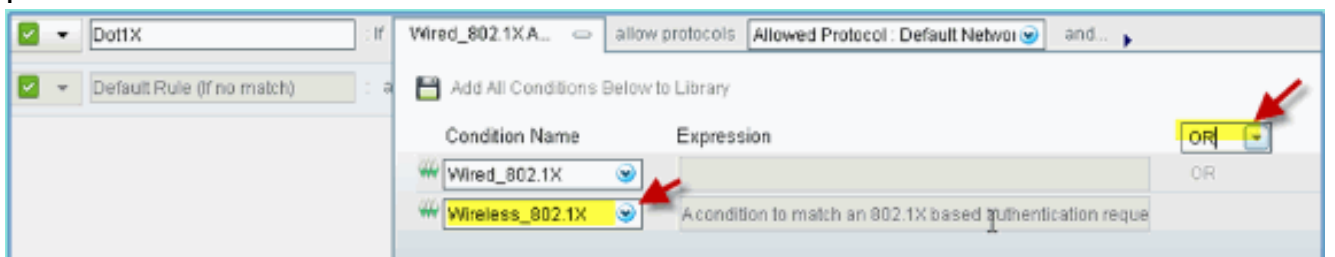 Dot1X : If Wired_802.1X A... allow protocols Allowed Protocol : Default Networ and...
Default Rule (If no match) : a Add All Conditions Below to Library
Condition Name Expression OR
Wired_802.1X OR
Wireless_802.1X A condition to match an 802.1X based authentication reque